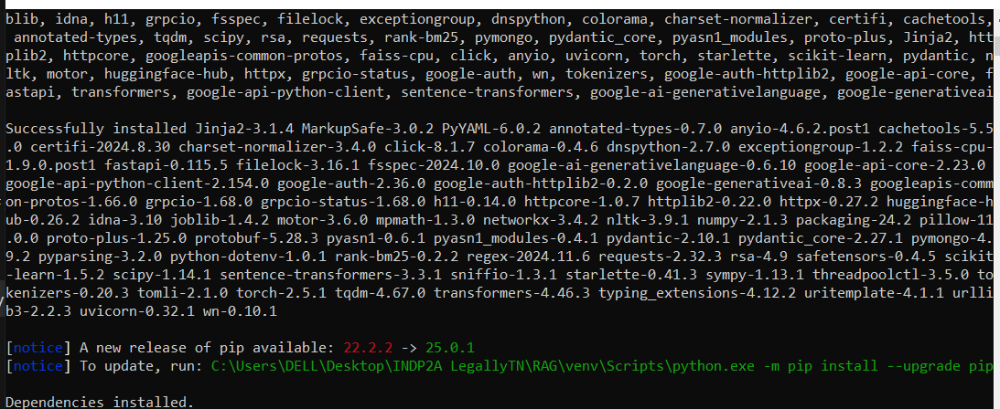 blib, idna, h11, grpcio, fsspec, filelock, exceptiongroup, dnspython, colorama, charset-normalizer, certifi, cachetools,
 annotated-types, tqdm, scipy, rsa, requests, rank-bm25, pymongo, pydantic_core, pyasn1_modules, proto-plus, Jinja2, htt
plib2, httpcore, googleapis-common-protos, faiss-cpu, click, anyio, uvicorn, torch, starlette, scikit-learn, pydantic, n
ltk, motor, huggingface-hub, httpx, grpcio-status, google-auth, wn, tokenizers, google-auth-httplib2, google-api-core, f
astapi, transformers, google-api-python-client, sentence-transformers, google-ai-generativelanguage, google-generativeai
Successfully installed Jinja2-3.1.4 MarkupSafe-3.0.2 PyYAML-6.0.2 annotated-types-0.7.0 anyio-4.6.2.post1 cachetools-5.5
.0 certifi-2024.8.30 charset-normalizer-3.4.0 click-8.1.7 colorama-0.4.6 dnspython-2.7.0 exceptiongroup-1.2.2 faiss-cpu-
1.9.0.post1 fastapi-0.115.5 filelock-3.16.1 fsspec-2024.10.0 google-ai-generativelanguage-0.6.10 google-api-core-2.23.0
google-api-python-client-2.154.0 google-auth-2.36.0 google-auth-httplib2-0.2.0 google-generativeai-0.8.3 googleapis-comm
on-protos-1.66.0 grpcio-1.68.0 grpcio-status-1.68.0 h11-0.14.0 httpcore-1.0.7 httplib2-0.22.0 httpx-0.27.2 huggingface-h
ub-0.26.2 idna-3.10 joblib-1.4.2 motor-3.6.0 mpmath-1.3.0 networkx-3.4.2 nltk-3.9.1 numpy-2.1.3 packaging-24.2 pillow-11
.0.0 proto-plus-1.25.0 protobuf-5.28.3 pyasn1-0.6.1 pyasn1_modules-0.4.1 pydantic-2.10.1 pydantic_core-2.27.1 pymongo-4.
9.2 pyparsing-3.2.0 python-dotenv-1.0.1 rank-bm25-0.2.2 regex-2024.11.6 requests-2.32.3 rsa-4.9 safetensors-0.4.5 scikit
-learn-1.5.2 scipy-1.14.1 sentence-transformers-3.3.1 sniffio-1.3.1 starlette-0.41.3 sympy-1.13.1 threadpoolctl-3.5.0 to
kenizers-0.20.3 tomli-2.1.0 torch-2.5.1 tqdm-4.67.0 transformers-4.46.3 typing_extensions-4.12.2 uritemplate-4.1.1 urlli
b3-2.2.3 uvicorn-0.32.1 wn-0.10.1
[notice] A new release of pip available: 22.2.2 -> 25.0.1
[notice] To update, run: C:\Users\DELL\Desktop\INDP2A LegallyTN\RAG\venv\Scripts\python.exe -m pip install --upgrade pip
Dependencies installed.